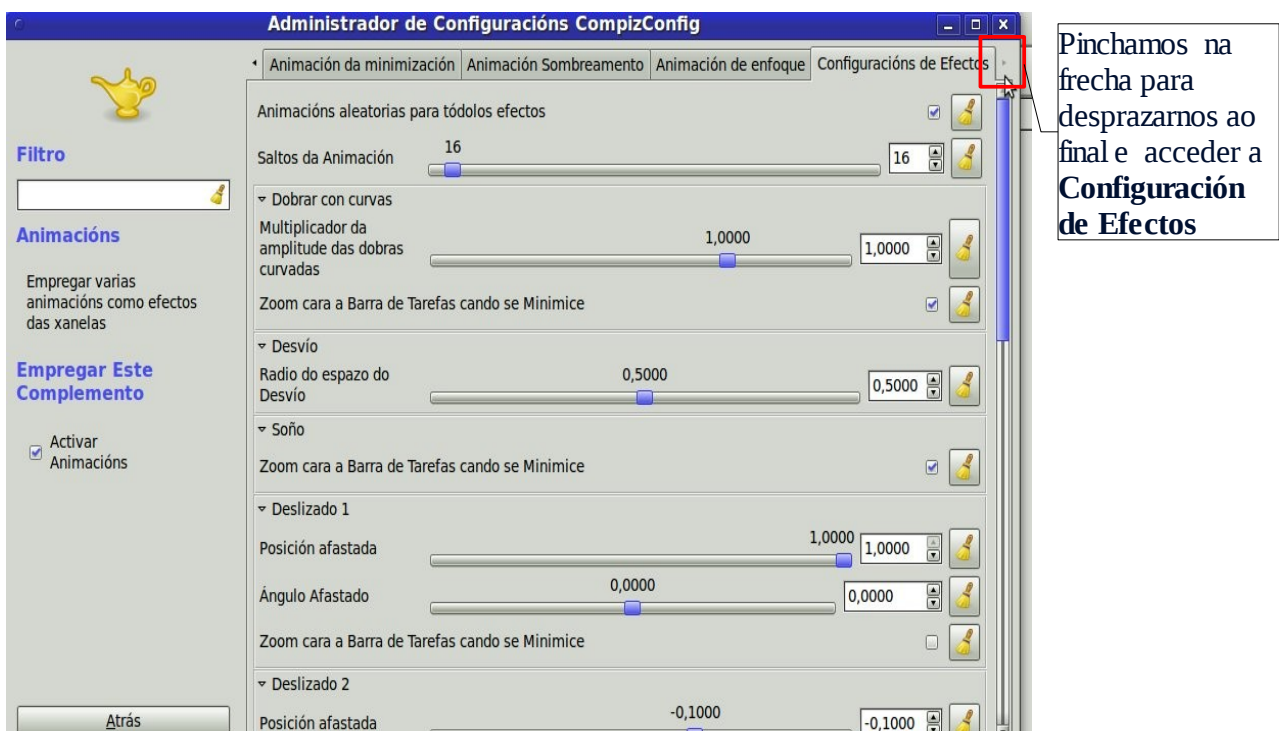 Administrador de Configuracións CompizConfig
Animación da minimización Animación Sombreamento Animación de enfoque Configuracións de Efectos
Filtro
Animacións
Empregar varias
animacións como efectos
das xanelas
Empregar Este
Complemento
Activar
Animacións
Atrás
Animacións aleatorias para tódolos efectos
16
Saltos da Animación 16
Dobrar con curvas
Multiplicador da
amplitude das dobras
curvadas
1,0000 1,0000
Zoom cara a Barra de Tarefas cando se Minimice
Desvío
Radio do espazo do
Desvío
0,5000 0,5000
Soño
Zoom cara a Barra de Tarefas cando se Minimice
Deslizado 1
Posición afastada 1,0000 1,0000
Ángulo Afastado 0,0000 0,0000
Zoom cara a Barra de Tarefas cando se Minimice
Deslizado 2
Posición afastada -0,1000 -0,1000
Pinchamos na
frecha para
desprazarnos ao
final e acceder a
Configuración
de Efectos